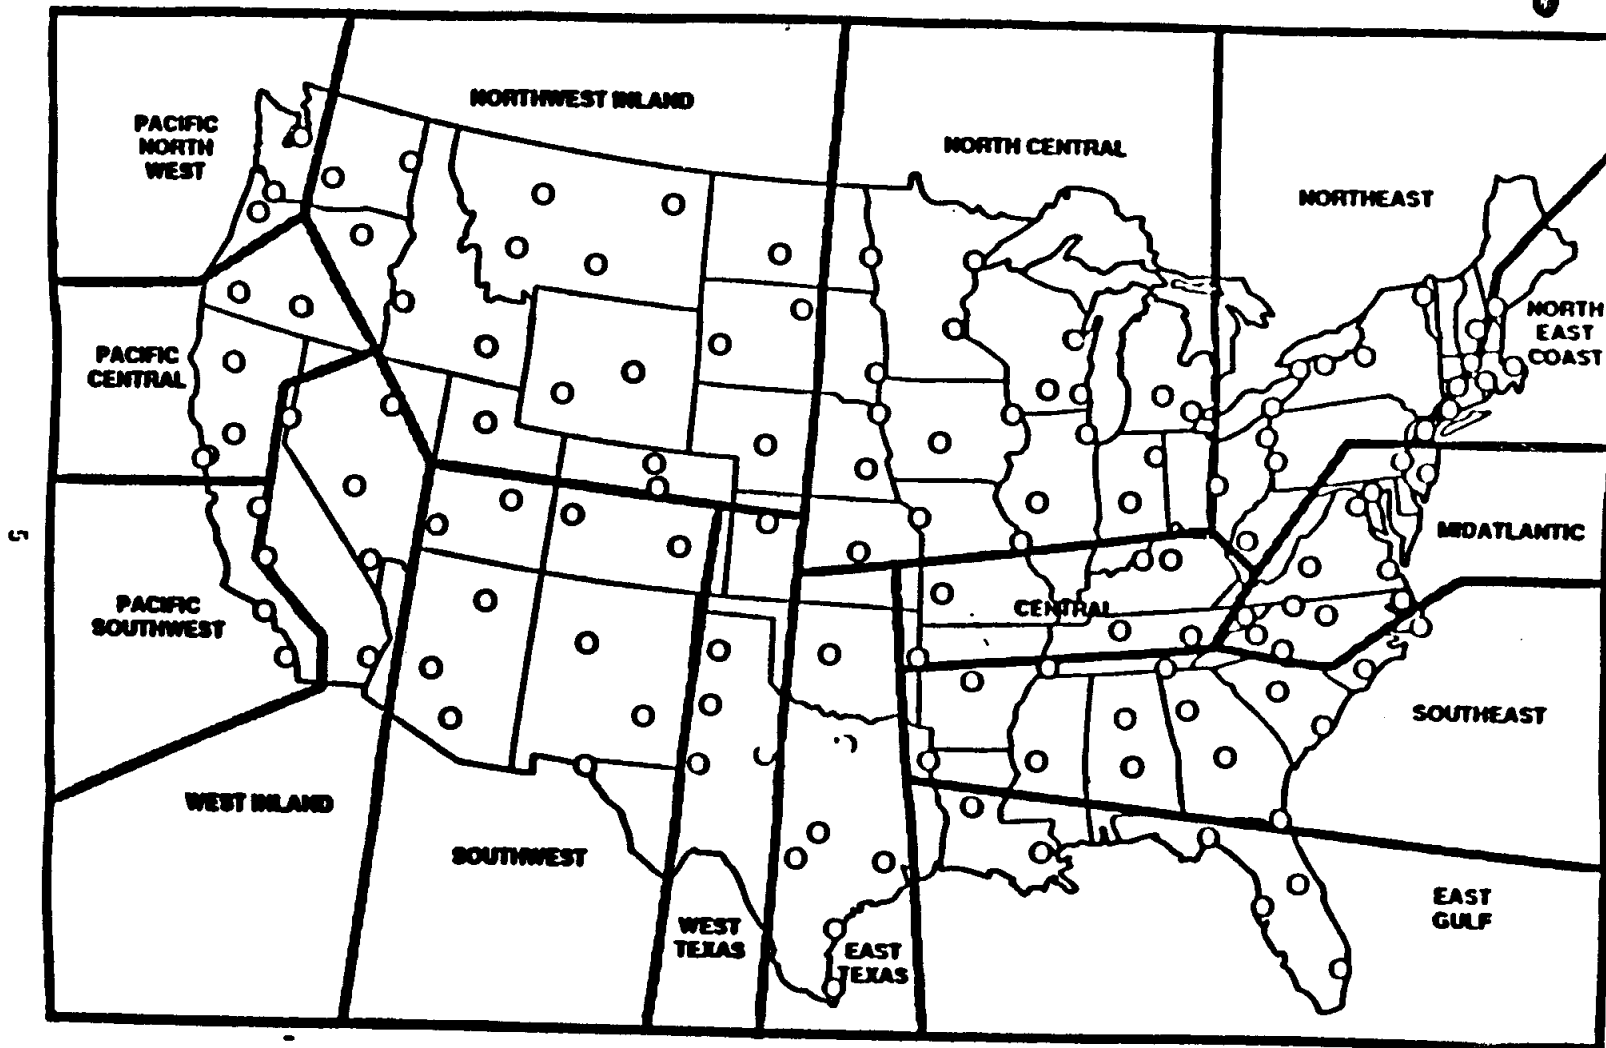 NORTHWEST INLAND
PACIFIC
NORTH
WEST
NORTH CENTRAL
NORTHEAST
NORTH
EAST
COAST
PACIFIC
CENTRAL
MIDATLANTIC
CENTRAL
PACIFIC
SOUTHWEST
SOUTHEAST
WEST INLAND
SOUTHWEST
EAST
GULF
WEST
TEXAS
EAST
TEXAS
5